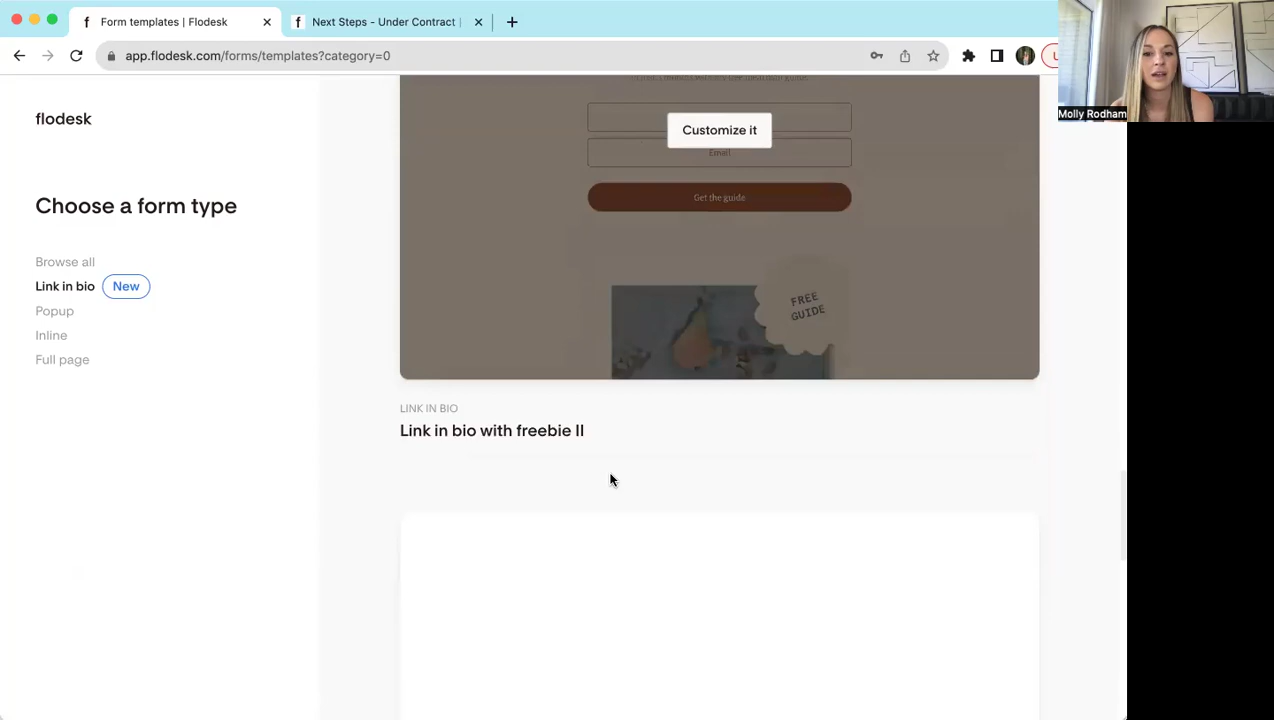 Form templates | Flodesk
Next Steps - Under Contract |
app.flodesk.com/forms/templates?category=0
Molly Rodham
flodesk
Choose a form type
Browse all
Link in bio New
Popup
Inline
Full page
Customize it
Email
Get the guide
FREE
GUIDE
LINK IN BIO
Link in bio with freebie II